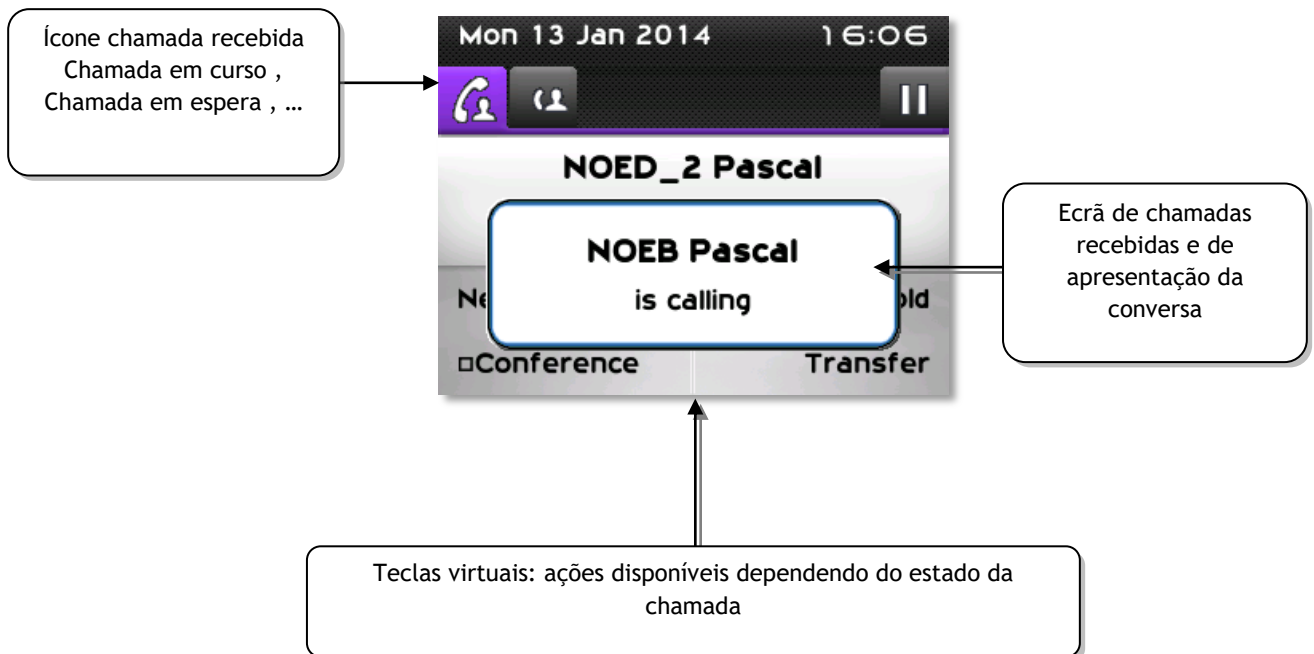 Ícone chamada recebida
Chamada em curso ,
Chamada em espera , ...
Mon 13 Jan 2014 16:06
NOED_2 Pascal
NOEB Pascal
is calling
Ne old
Conference Transfer
Ecrã de chamadas
recebidas e de
apresentação da
conversa
Teclas virtuais: ações disponíveis dependendo do estado da
chamada